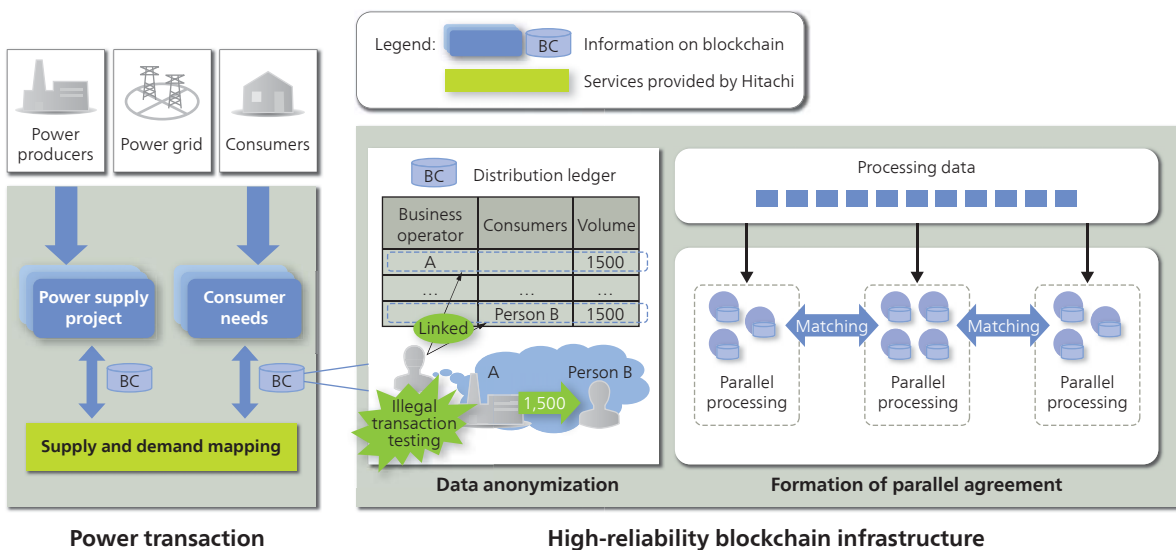 Legend:
BC
Information on blockchain
Services provided by Hitachi
Power
producers
Power grid
Consumers
Power supply
project
Consumer
needs
BC
BC
Supply and demand mapping
Power transaction
BC
Distribution ledger
Business
operator
Consumers
Volume
A
1500
...
...
...
Person B
1500
Linked
A
Person B
1,500
Illegal
transaction
testing
Data anonymization
Processing data
Matching
Matching
Parallel
processing
Parallel
processing
Parallel
processing
Formation of parallel agreement
High-reliability blockchain infrastructure